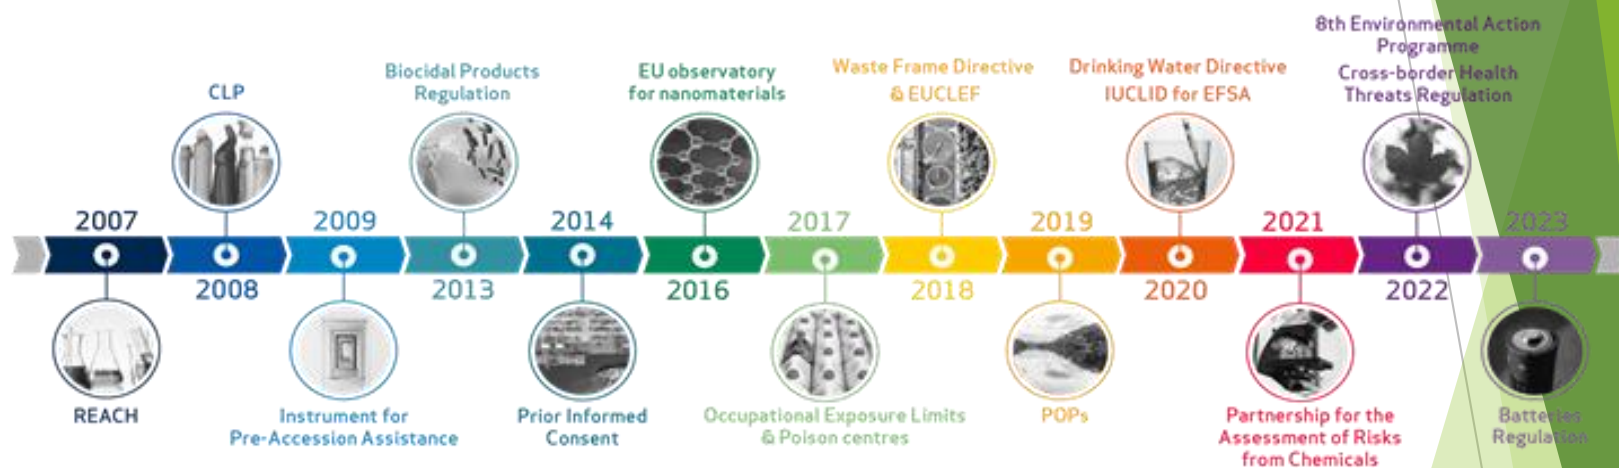 2007
REACH
CLP
2008
2009
Instrument for
Pre-Accession Assistance
Biocidal Products
Regulation
2013
2014
Prior Informed
Consent
EU observatory
for nanomaterials
2016
2017
Occupational Exposure Limits
& Poison centres
Waste Frame Directive
& EUCLEF
2018
2019
POPs
Drinking Water Directive
IUCLID for EFSA
2020
2021
Partnership for the
Assessment of Risks
from Chemicals
8th Environmental Action
Programme
Cross-border Health
Threats Regulation
2022
2023
Batteries
Regulation